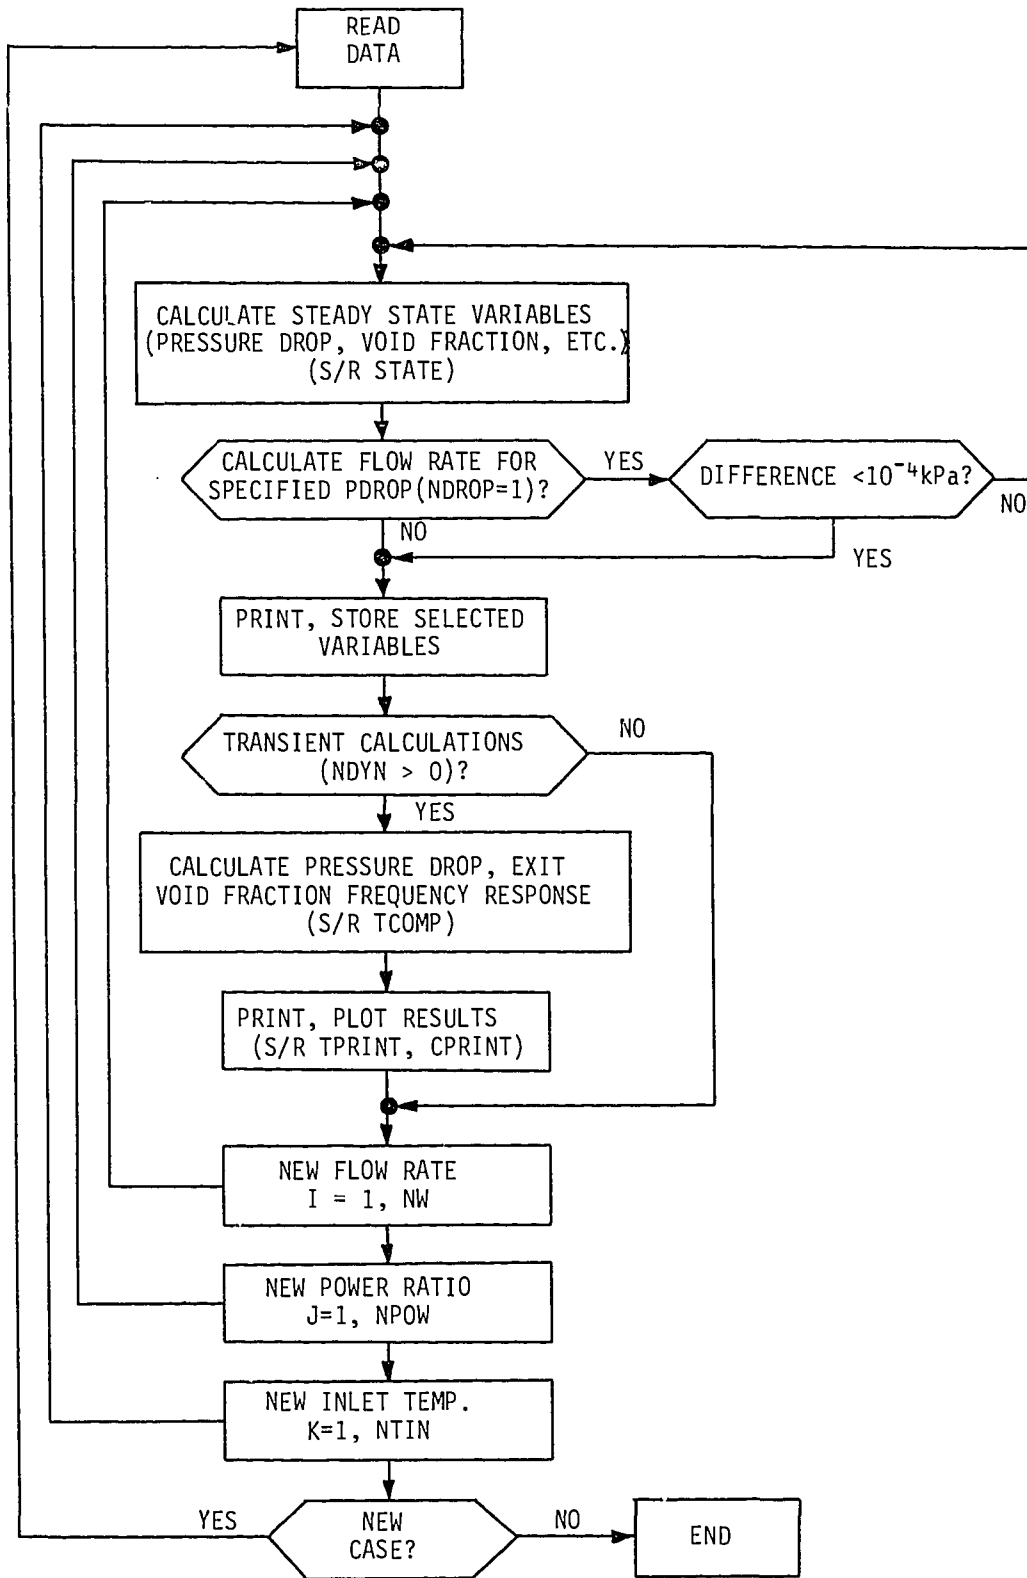 READ
DATA
CALCULATE STEADY STATE VARIABLES
(PRESSURE DROP, VOID FRACTION, ETC.)
(S/R STATE)
CALCULATE FLOW RATE FOR
SPECIFIED PDROP(NDROP=1)?
YES
DIFFERENCE <10⁻⁴kPa?
NO
NO
YES
PRINT, STORE SELECTED
VARIABLES
TRANSIENT CALCULATIONS
(NDYN > 0)?
NO
YES
CALCULATE PRESSURE DROP, EXIT
VOID FRACTION FREQUENCY RESPONSE
(S/R TCOMP)
PRINT, PLOT RESULTS
(S/R TPRINT, CPRINT)
NEW FLOW RATE
I = 1, NW
NEW POWER RATIO
J=1, NPOW
NEW INLET TEMP.
K=1, NTIN
YES
NEW
CASE?
NO
END